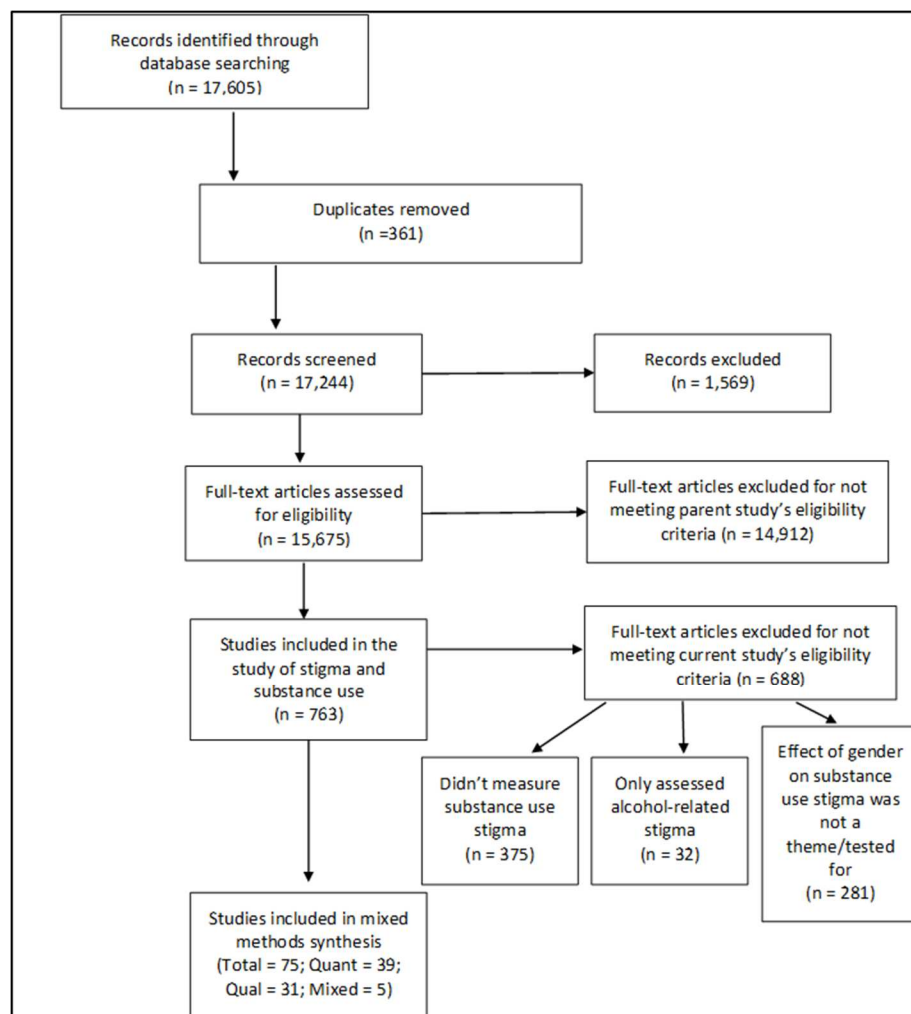 Records identified through
database searching
(n = 17,605)
Duplicates removed
(n =361)
Records screened
(n = 17,244)
Records excluded
(n = 1,569)
Full-text articles assessed
for eligibility
(n = 15,675)
Full-text articles excluded for not
meeting parent study's eligibility
criteria (n = 14,912)
Studies included in the
study of stigma and
substance use
(n = 763)
Full-text articles excluded for not
meeting current study's eligibility
criteria (n = 688)
Didn't measure
substance use
stigma
(n = 375)
Only assessed
alcohol-related
stigma
(n = 32)
Effect of gender
on substance
use stigma was
not a
theme/tested
for
(n = 281)
Studies included in mixed
methods synthesis
(Total = 75; Quant = 39;
Qual = 31; Mixed = 5)